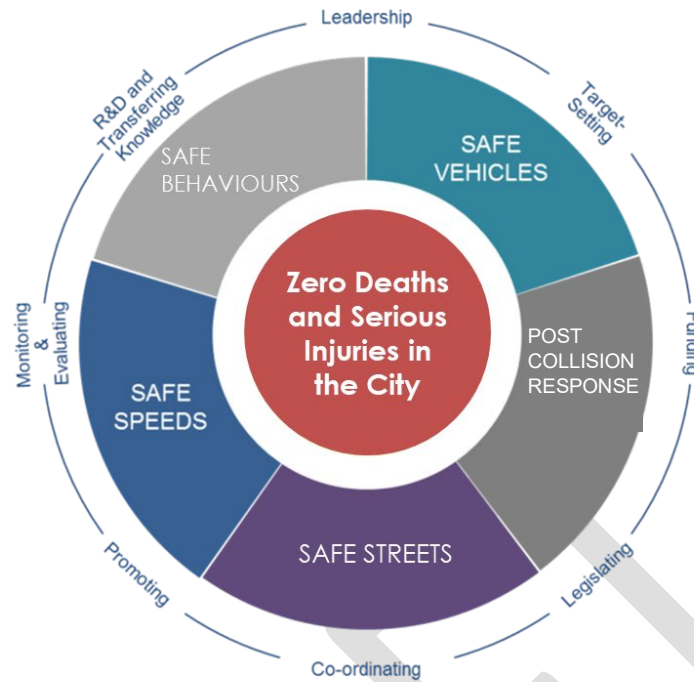 Leadership
Target-
Setting
Funding
Legislating
Co-ordinating
Promoting
Monitoring
&
Evaluating
R&D and
Transferring
Knowledge
SAFE
VEHICLES
POST
COLLISION
RESPONSE
SAFE STREETS
SAFE
SPEEDS
SAFE
BEHAVIOURS
Zero Deaths
and Serious
Injuries in
the City